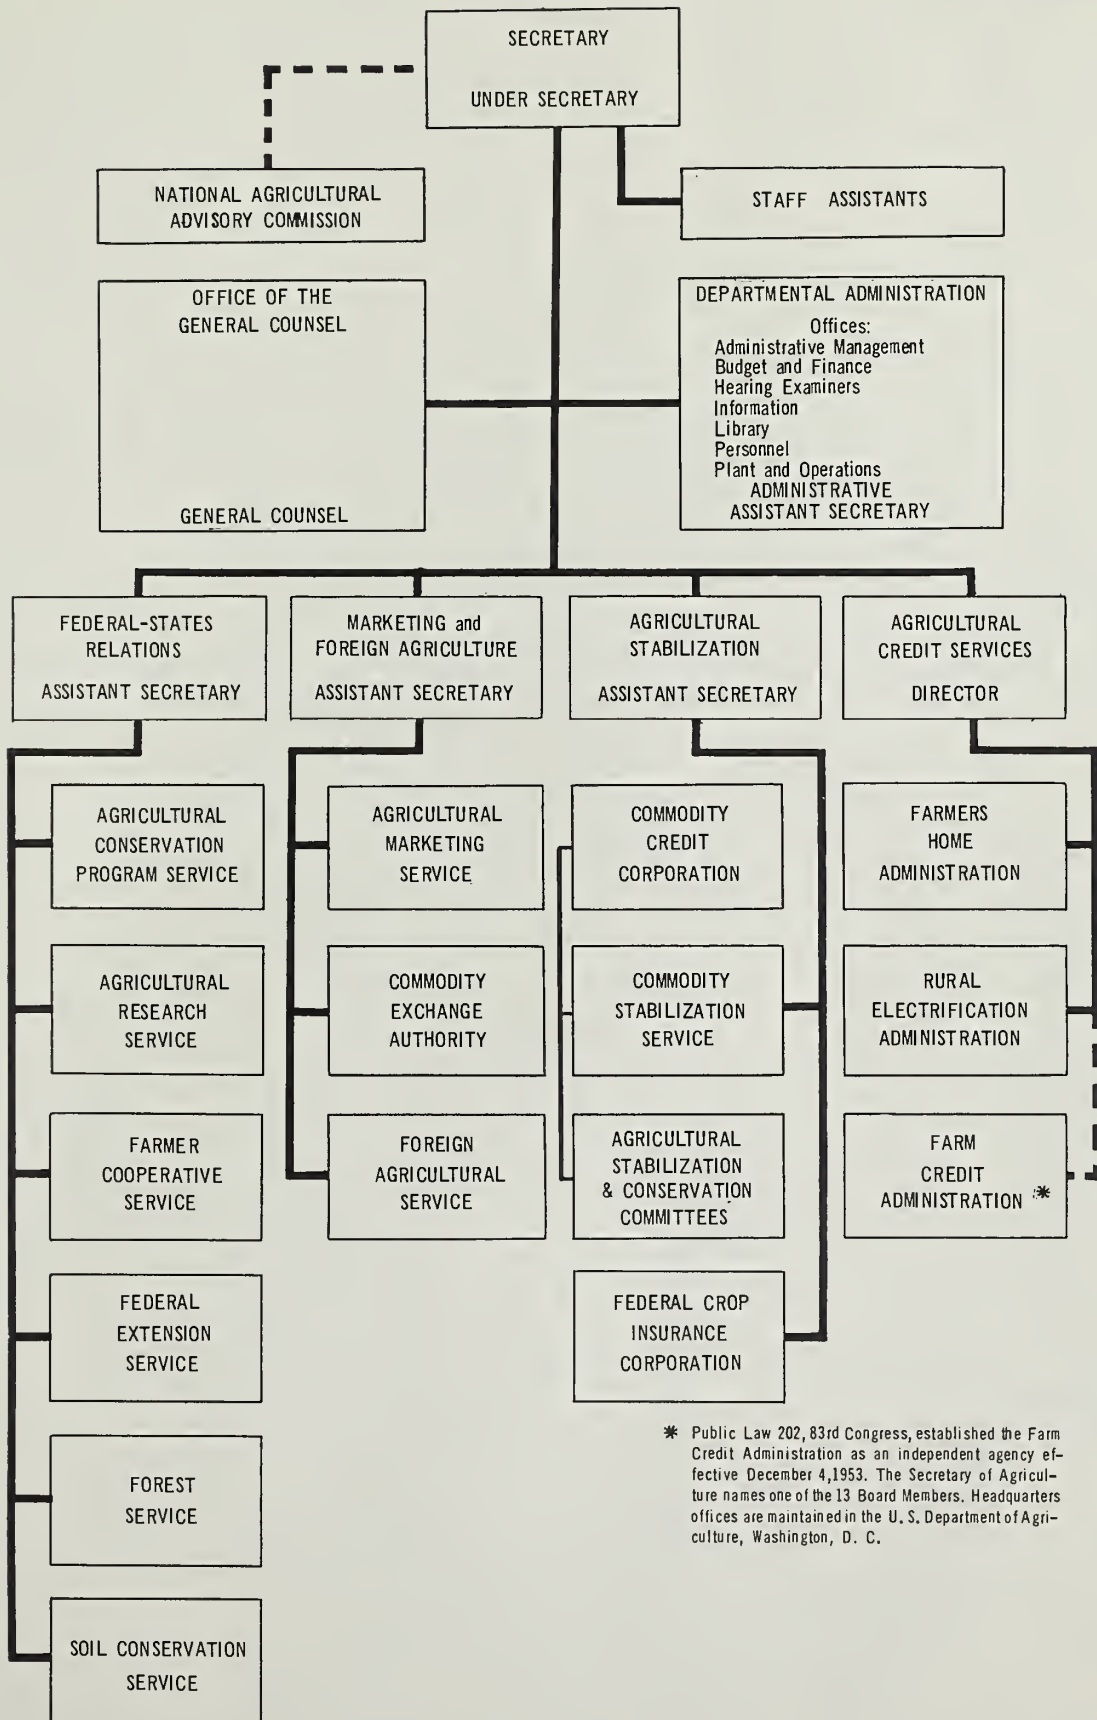 SECRETARY
UNDER SECRETARY
NATIONAL AGRICULTURAL
ADVISORY COMMISSION
STAFF ASSISTANTS
OFFICE OF THE
GENERAL COUNSEL
GENERAL COUNSEL
DEPARTMENTAL ADMINISTRATION
Offices:
Administrative Management
Budget and Finance
Hearing Examiners
Information
Library
Personnel
Plant and Operations
ADMINISTRATIVE
ASSISTANT SECRETARY
FEDERAL-STATES
RELATIONS
ASSISTANT SECRETARY
MARKETING and
FOREIGN AGRICULTURE
ASSISTANT SECRETARY
AGRICULTURAL
STABILIZATION
ASSISTANT SECRETARY
AGRICULTURAL
CREDIT SERVICES
DIRECTOR
AGRICULTURAL
CONSERVATION
PROGRAM SERVICE
AGRICULTURAL
MARKETING
SERVICE
COMMODITY
CREDIT
CORPORATION
FARMERS
HOME
ADMINISTRATION
AGRICULTURAL
RESEARCH
SERVICE
COMMODITY
EXCHANGE
AUTHORITY
COMMODITY
STABILIZATION
SERVICE
RURAL
ELECTRIFICATION
ADMINISTRATION
FARMER
COOPERATIVE
SERVICE
FOREIGN
AGRICULTURAL
SERVICE
AGRICULTURAL
STABILIZATION
& CONSERVATION
COMMITTEES
FARM
CREDIT
ADMINISTRATION *
FEDERAL
EXTENSION
SERVICE
FEDERAL CROP
INSURANCE
CORPORATION
FOREST
SERVICE
SOIL CONSERVATION
SERVICE
* Public Law 202, 83rd Congress, established the Farm
Credit Administration as an independent agency ef-
fective December 4, 1953. The Secretary of Agricul-
ture names one of the 13 Board Members. Headquarters
offices are maintained in the U. S. Department of Agri-
culture, Washington, D. C.